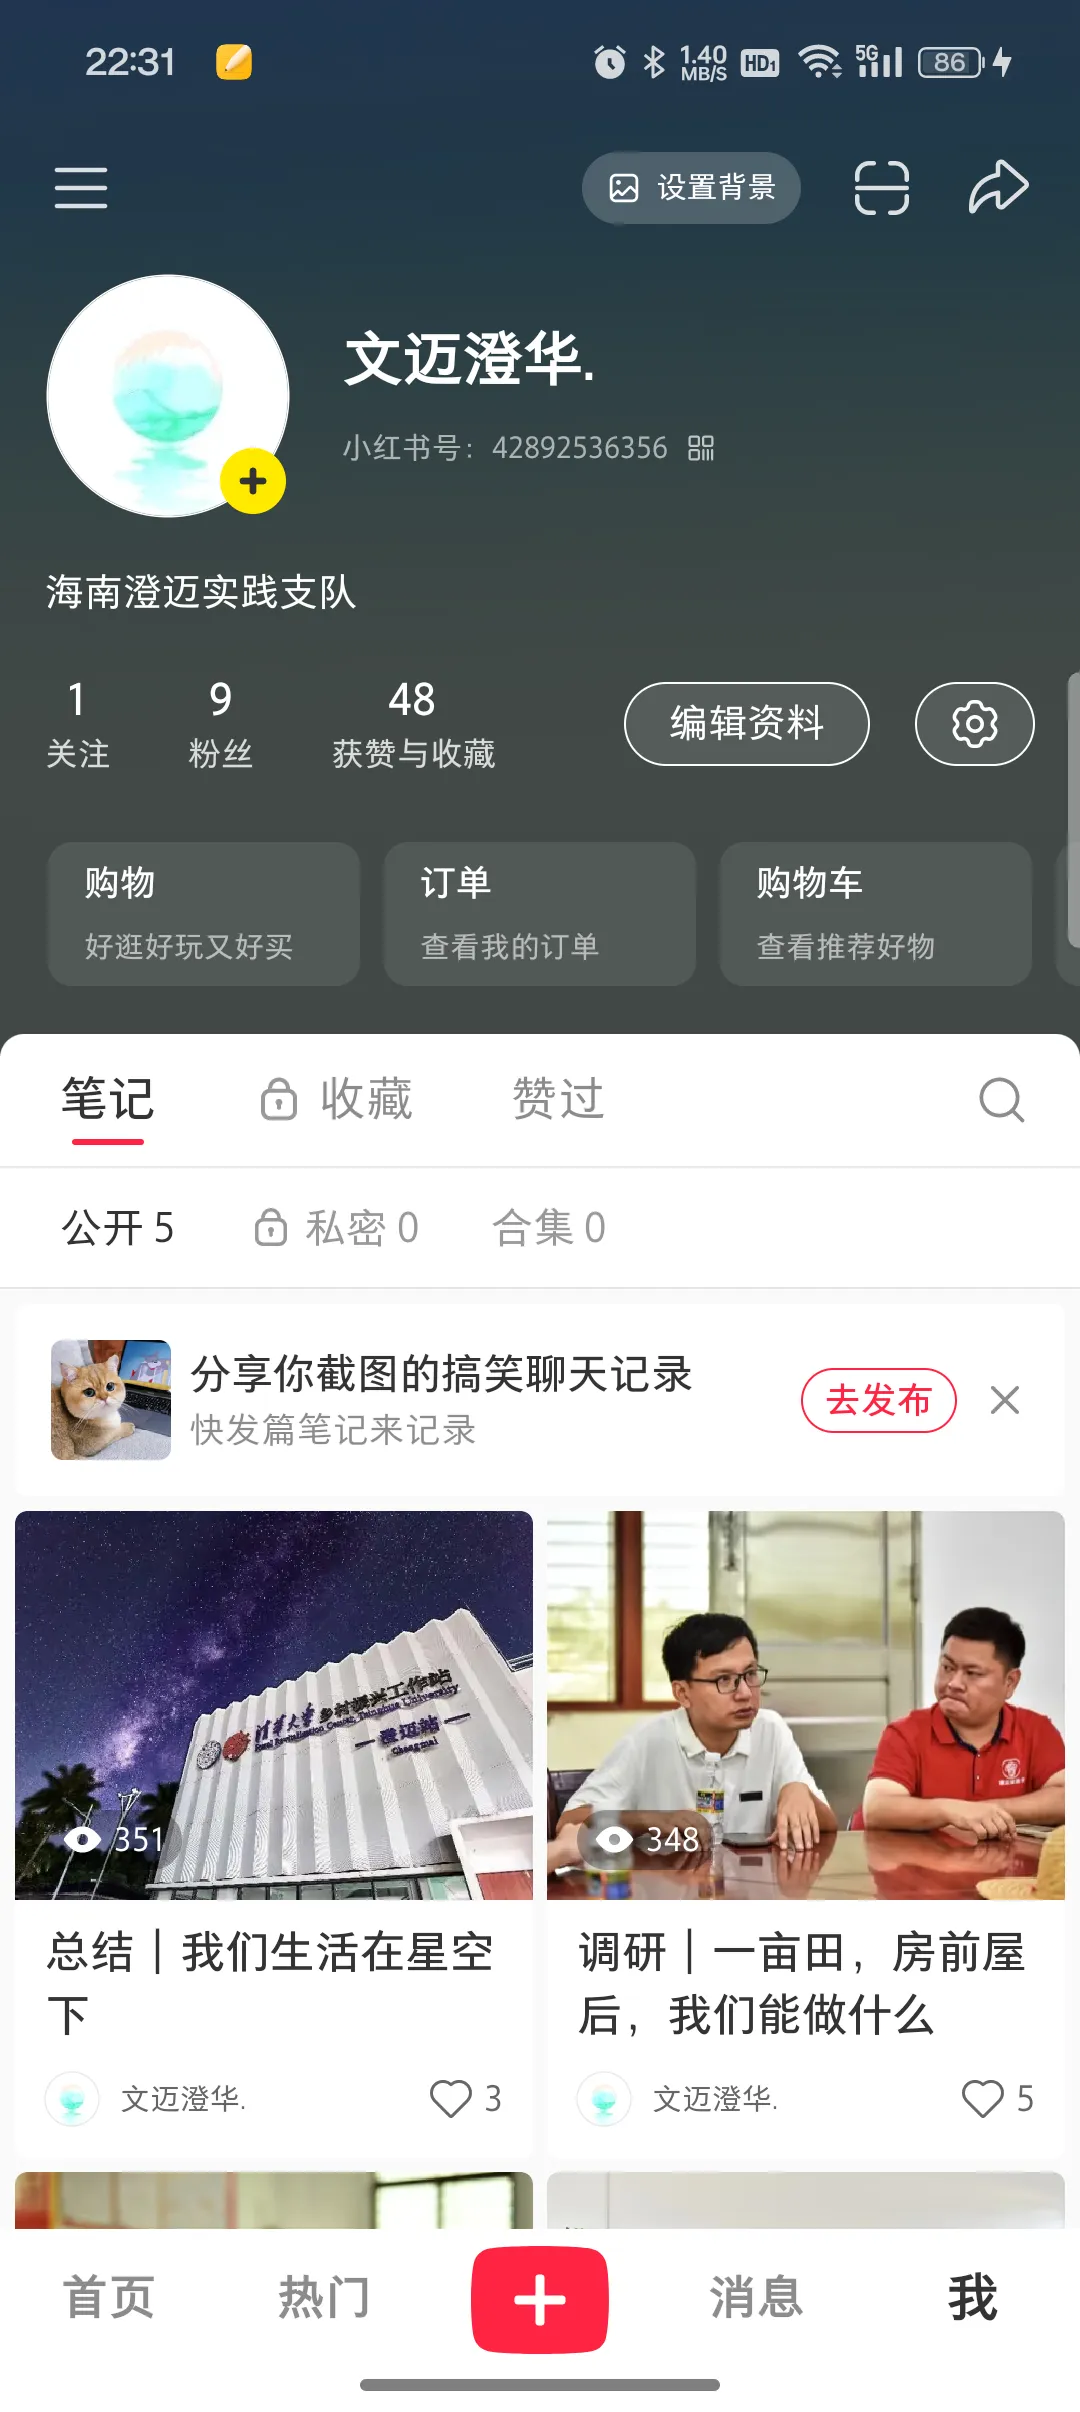 22:31
1.40
MB/S
HD1
5G
86
设置背景
文迈澄华.
小红书号：42892536356
海南澄迈实践支队
1 9 48
关注 粉丝 获赞与收藏
编辑资料
购物 订单 购物车
好逛好玩又好买 查看我的订单 查看推荐好物
笔记 收藏 赞过
公开 5 私密 0 合集 0
分享你截图的搞笑聊天记录
快发篇笔记来记录
去发布
清华大学 乡村振兴工作站
Rural Revitalization Center, Tsinghua University
澄迈站
Chengmai
351
348
总结｜我们生活在星空
下
文迈澄华. 3
调研｜一亩田，房前屋
后，我们能做什么
文迈澄华. 5
首页 热门 消息 我